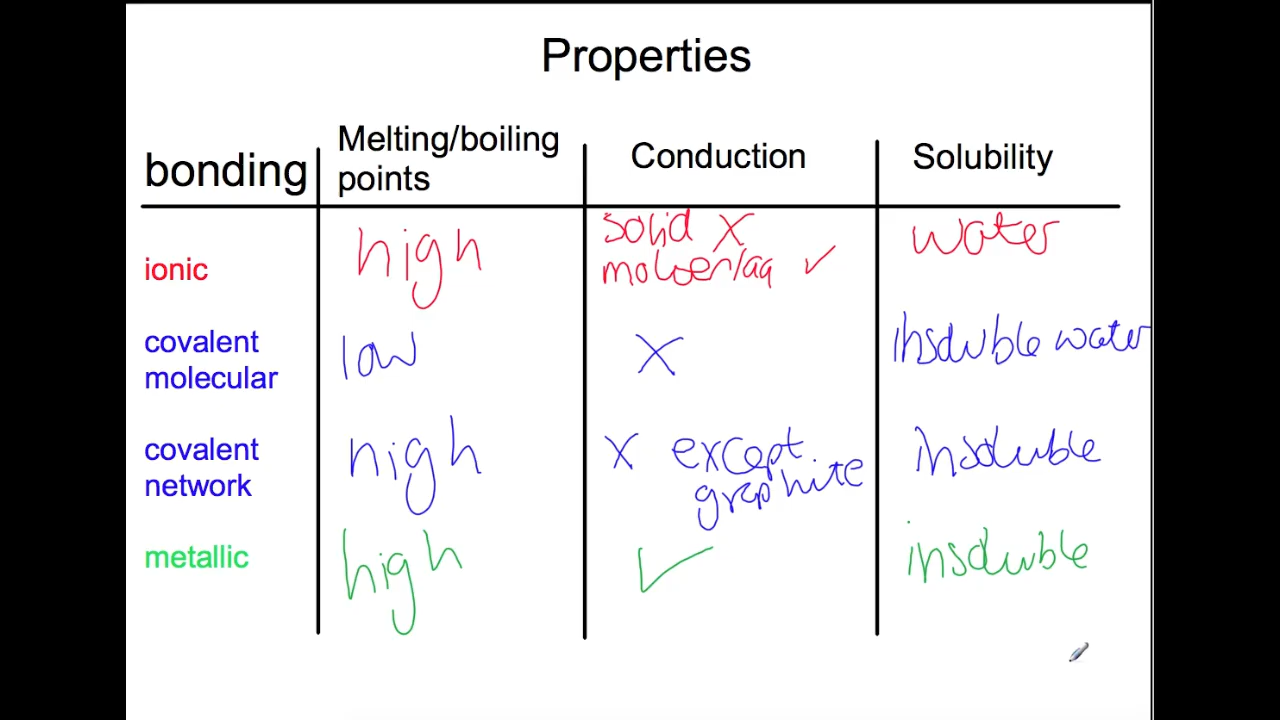 Properties
bonding
Melting/boiling
points
Conduction
Solubility
ionic
high
solid X
molten/aq ✓
water
covalent
molecular
low
X
insoluble water
covalent
network
high
X except
graphite
insoluble
metallic
high
✓
insoluble